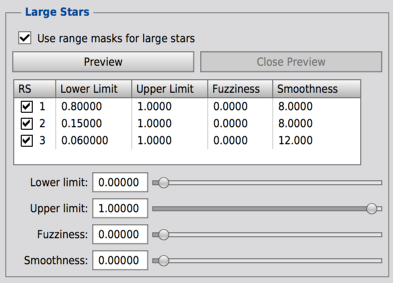 Large Stars
Use range masks for large stars
Preview Close Preview
RS Lower Limit Upper Limit Fuzziness Smoothness
1 0.80000 1.0000 0.0000 8.0000
2 0.15000 1.0000 0.0000 8.0000
3 0.060000 1.0000 0.0000 12.000
Lower limit: 0.00000
Upper limit: 1.00000
Fuzziness: 0.00000
Smoothness: 0.00000